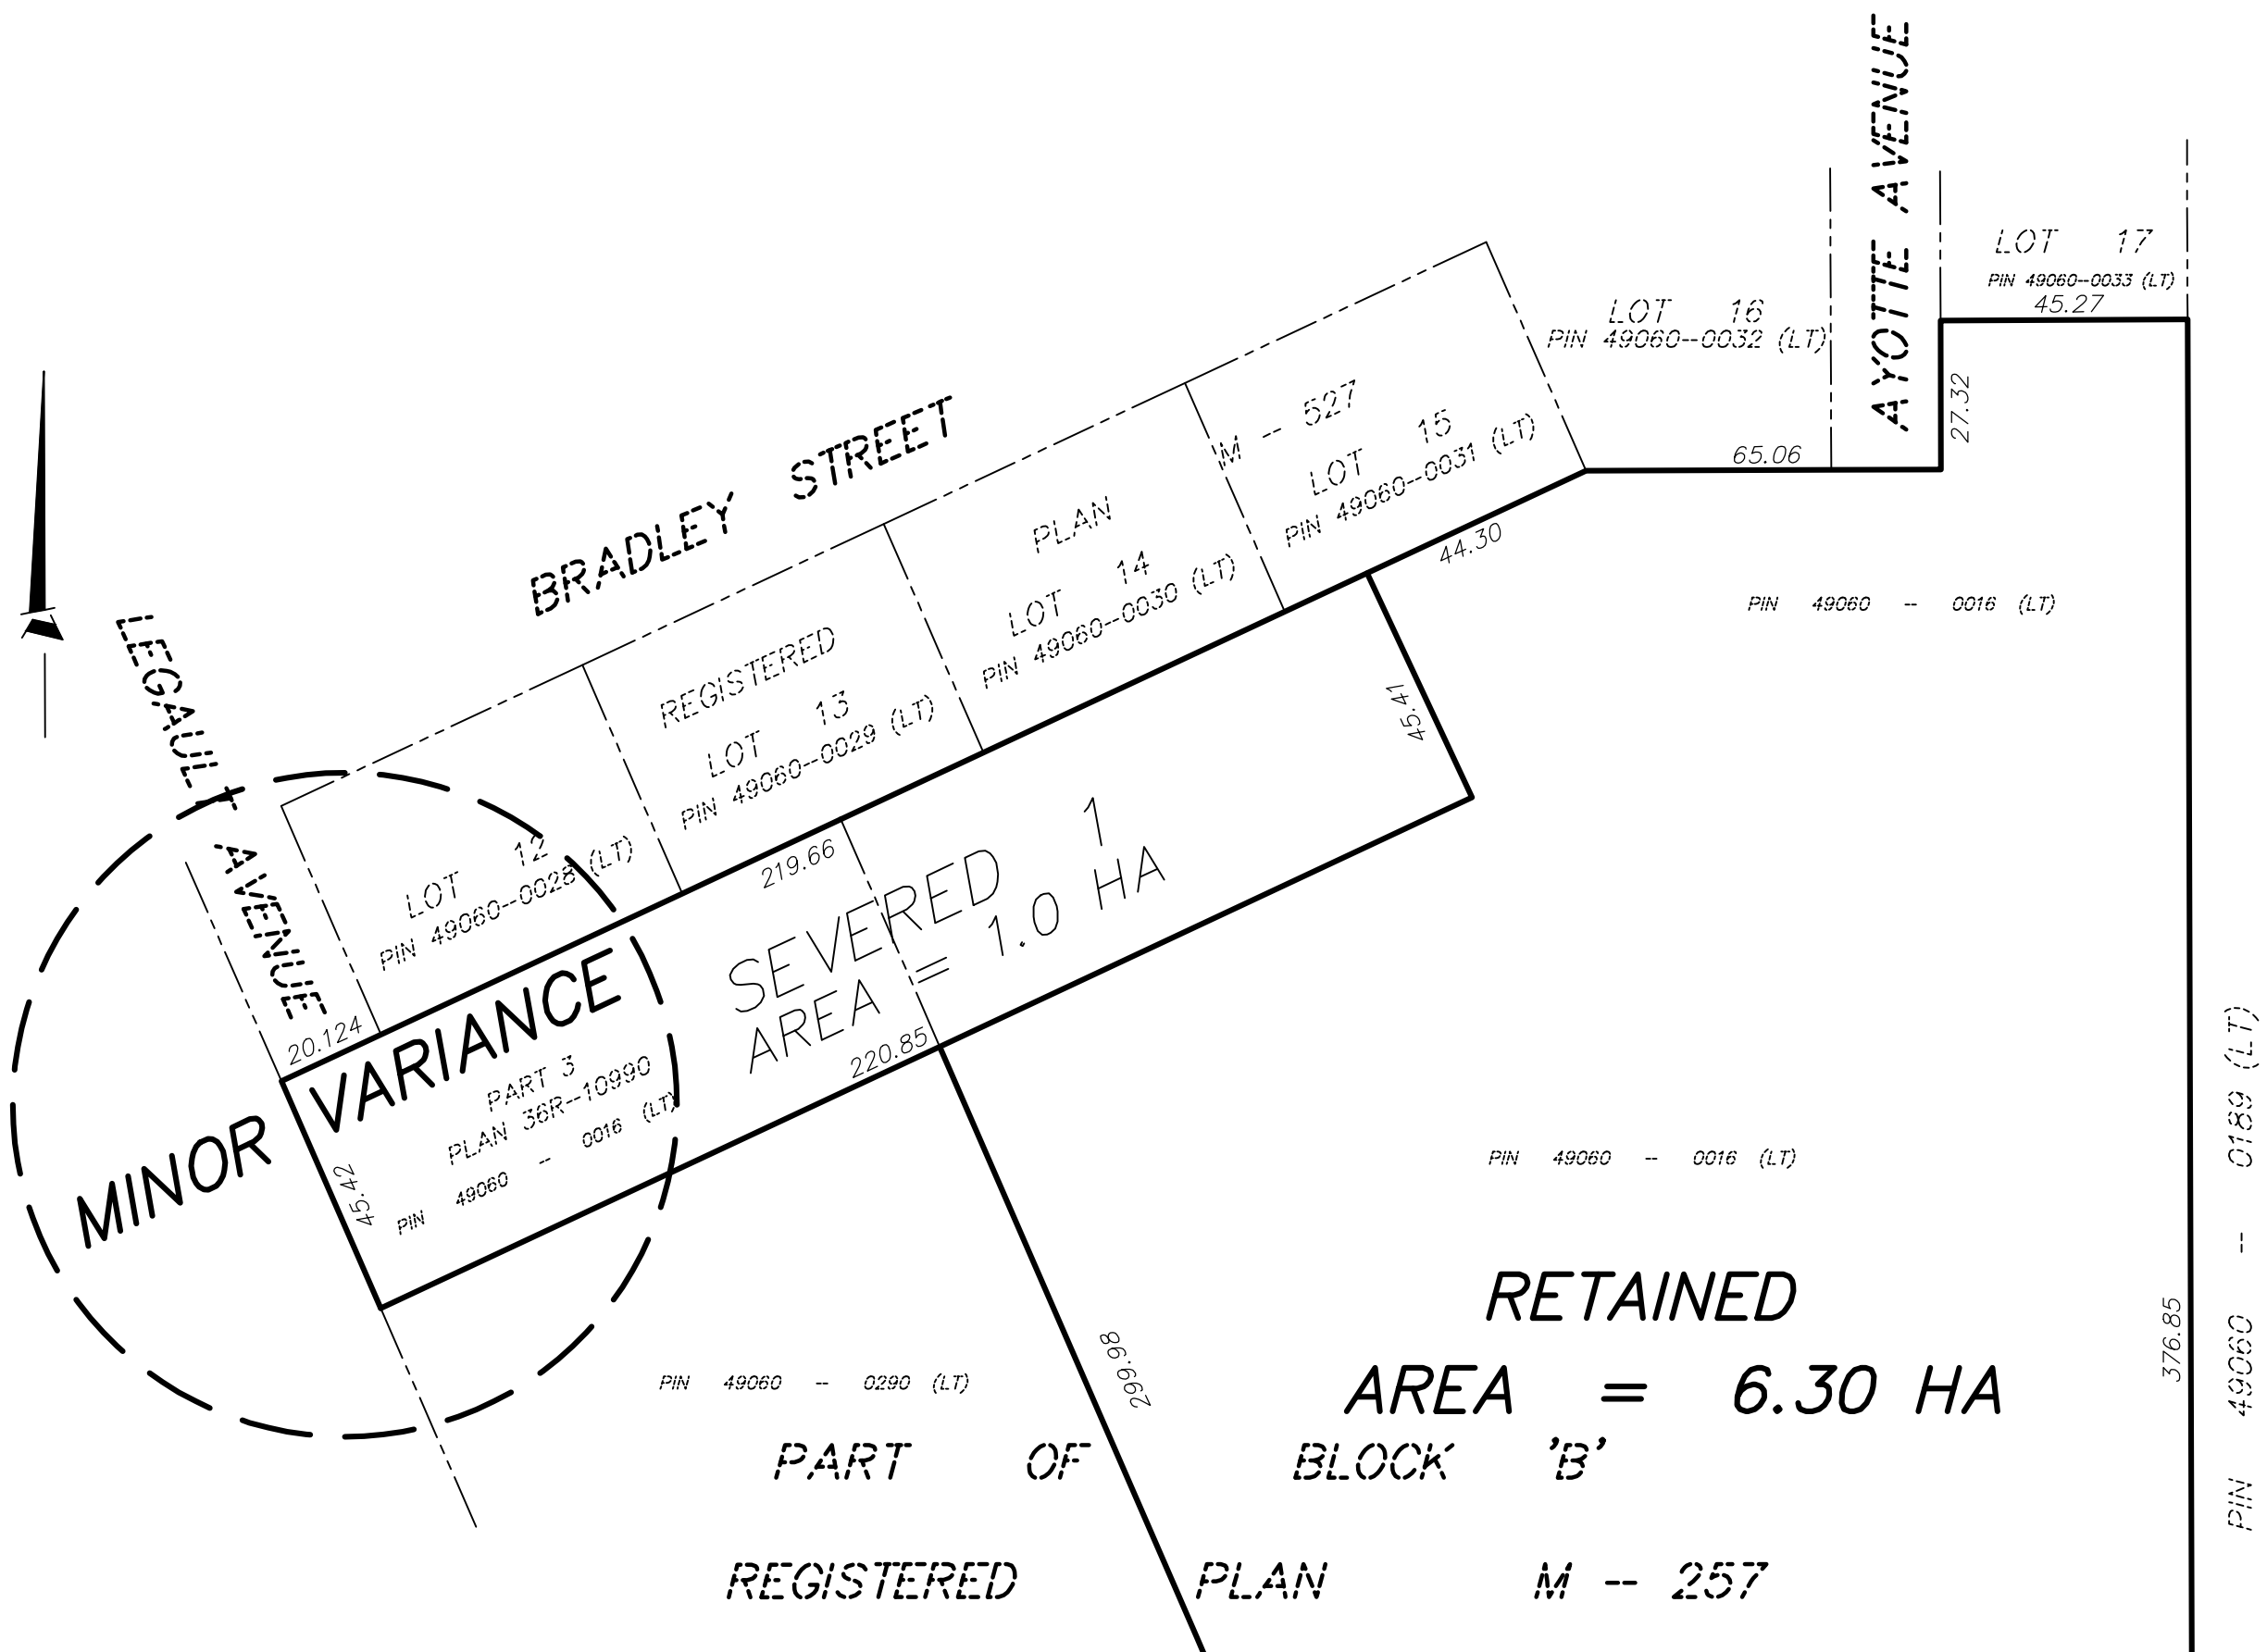 AYOTTE AVENUE
LOT 17
PIN 49060--0033 (LT)
45.27
LOT 16
PIN 49060--0032 (LT)
27.32
65.06
BRADLEY STREET
M -- 527
LOT 15
PIN 49060--0031 (LT)
44.30
PLAN
LOT 14
PIN 49060--0030 (LT)
PIN 49060 -- 0016 (LT)
REGISTERED
LOT 13
PIN 49060--0029 (LT)
LEGAULT AVENUE
LOT 12
PIN 49060--0028 (LT)
45.41
219.66
SEVERED 1
AREA = 1.0 HA
20.124
220.85
MINOR VARIANCE
PART 3
PLAN 36R--10990
PIN 49060 -- 0016 (LT)
45.42
PIN 49060 -- 0016 (LT)
PIN 49060 -- 0189 (LT)
RETAINED
AREA = 6.30 HA
376.85
299.98
PIN 49060 -- 0290 (LT)
PART OF BLOCK 'B'
REGISTERED PLAN M -- 257